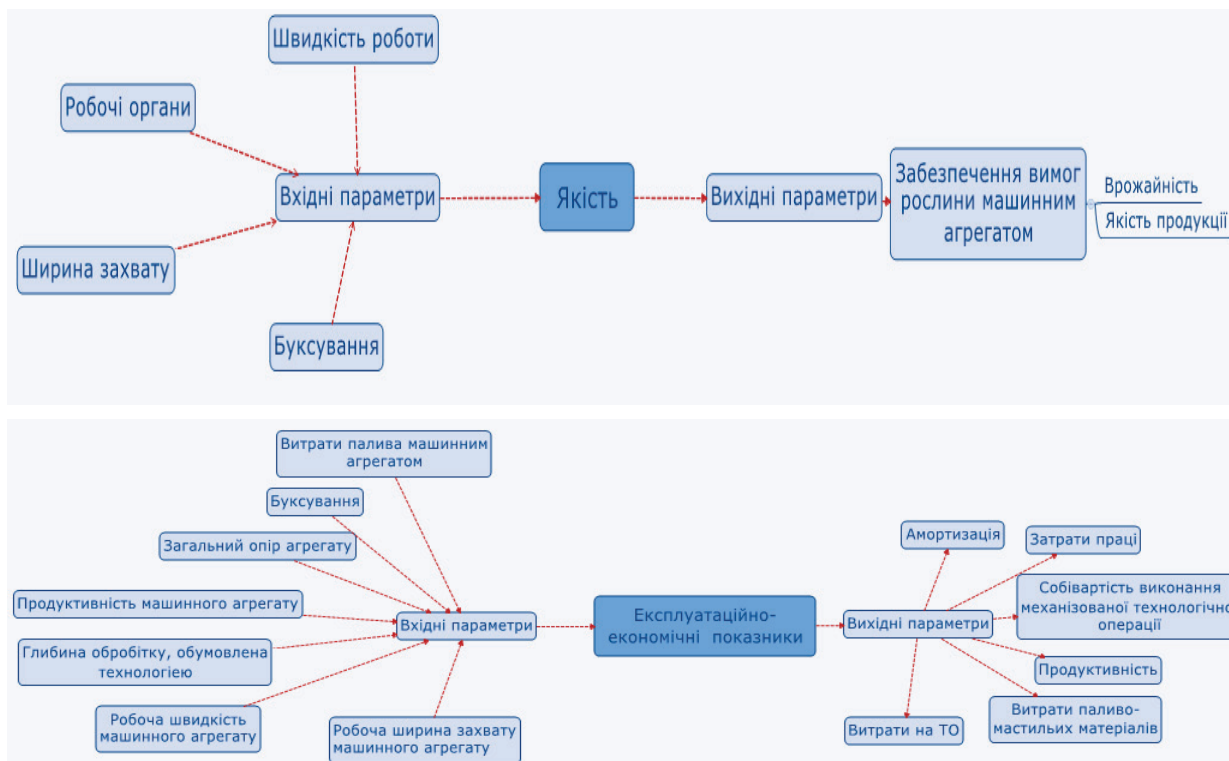 Швидкість роботи
Робочі органи
Вхідні параметри
Ширина захвату
Буксування
Якість
Вихідні параметри
Забезпечення вимог
рослини машинним
агрегатом
Врожайність
Якість продукції
Витрати палива машинним
агрегатом
Буксування
Загальний опір агрегату
Продуктивність машинного агрегату
Глибина обробітку, обумовлена
технологією
Робоча швидкість
машинного агрегату
Робоча ширина захвату
машинного агрегату
Вхідні параметри
Експлуатаційно-
економічні показники
Вихідні параметри
Амортизація
Затрати праці
Собівартість виконання
механізованої технологічно
операції
Продуктивність
Витрати паливо-
мастильих матеріалів
Витрати на ТО